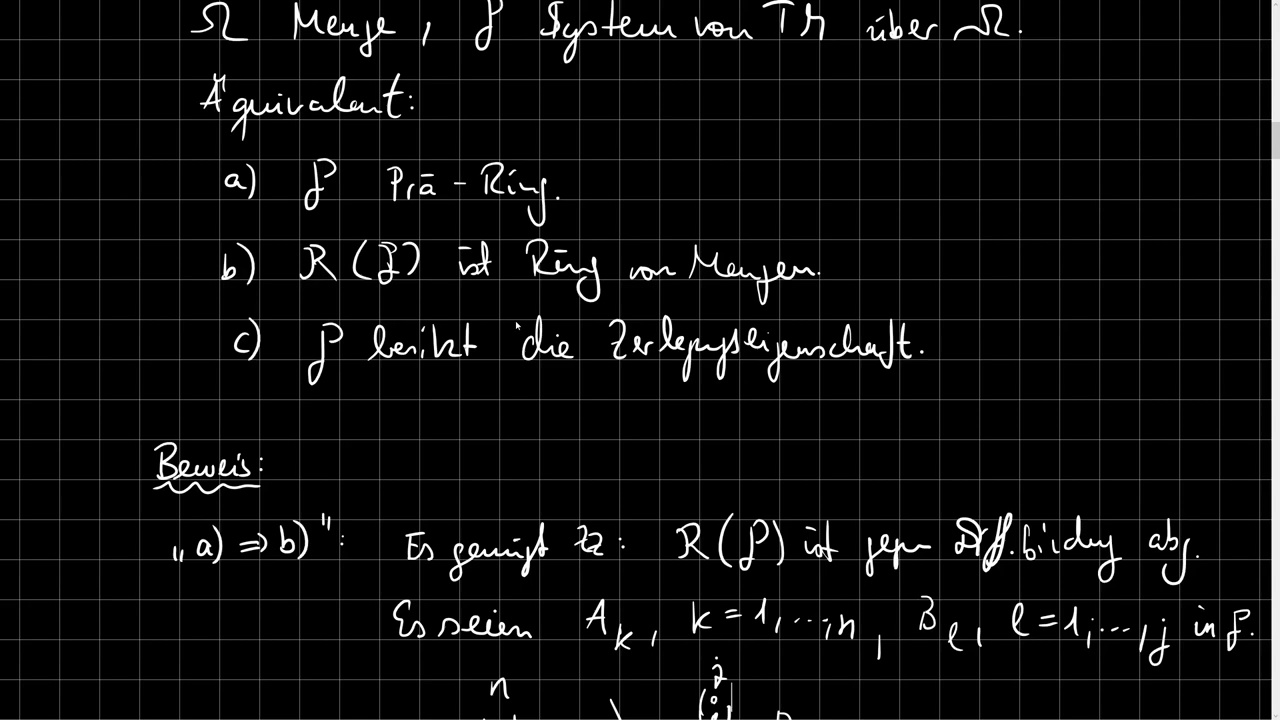 Ω Menge, 𝒫 System von TM über Ω.
Äquivalent:
a) 𝒫 Prä-Ring.
b) R(𝒫) ist Ring von Mengen.
c) 𝒫 besitzt die Zerlegungseigenschaft.
Beweis:
„a) ⇒ b)": Es genügt zz: R(𝒫) ist gegen Diff.bildung abg.
Es seien A_k, k=1,...,n, B_l, l=1,...,j in 𝒫.
n j